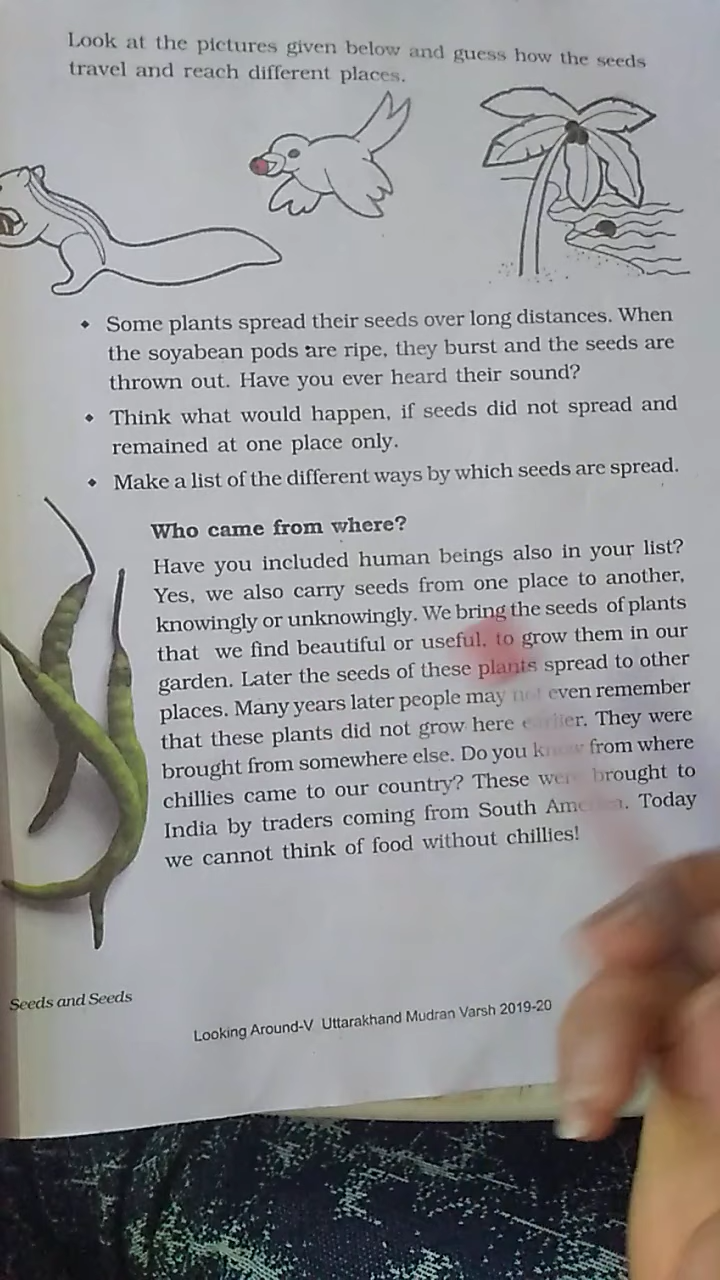 Look at the pictures given below and guess how the seeds
travel and reach different places.
• Some plants spread their seeds over long distances. When
the soyabean pods are ripe, they burst and the seeds are
thrown out. Have you ever heard their sound?
• Think what would happen, if seeds did not spread and
remained at one place only.
• Make a list of the different ways by which seeds are spread.
Who came from where?
Have you included human beings also in your list?
Yes, we also carry seeds from one place to another,
knowingly or unknowingly. We bring the seeds of plants
that we find beautiful or useful, to grow them in our
garden. Later the seeds of these plants spread to other
places. Many years later people may not even remember
that these plants did not grow here earlier. They were
brought from somewhere else. Do you know from where
chillies came to our country? These were brought to
India by traders coming from South America. Today
we cannot think of food without chillies!
Seeds and Seeds
Looking Around-V Uttarakhand Mudran Varsh 2019-20